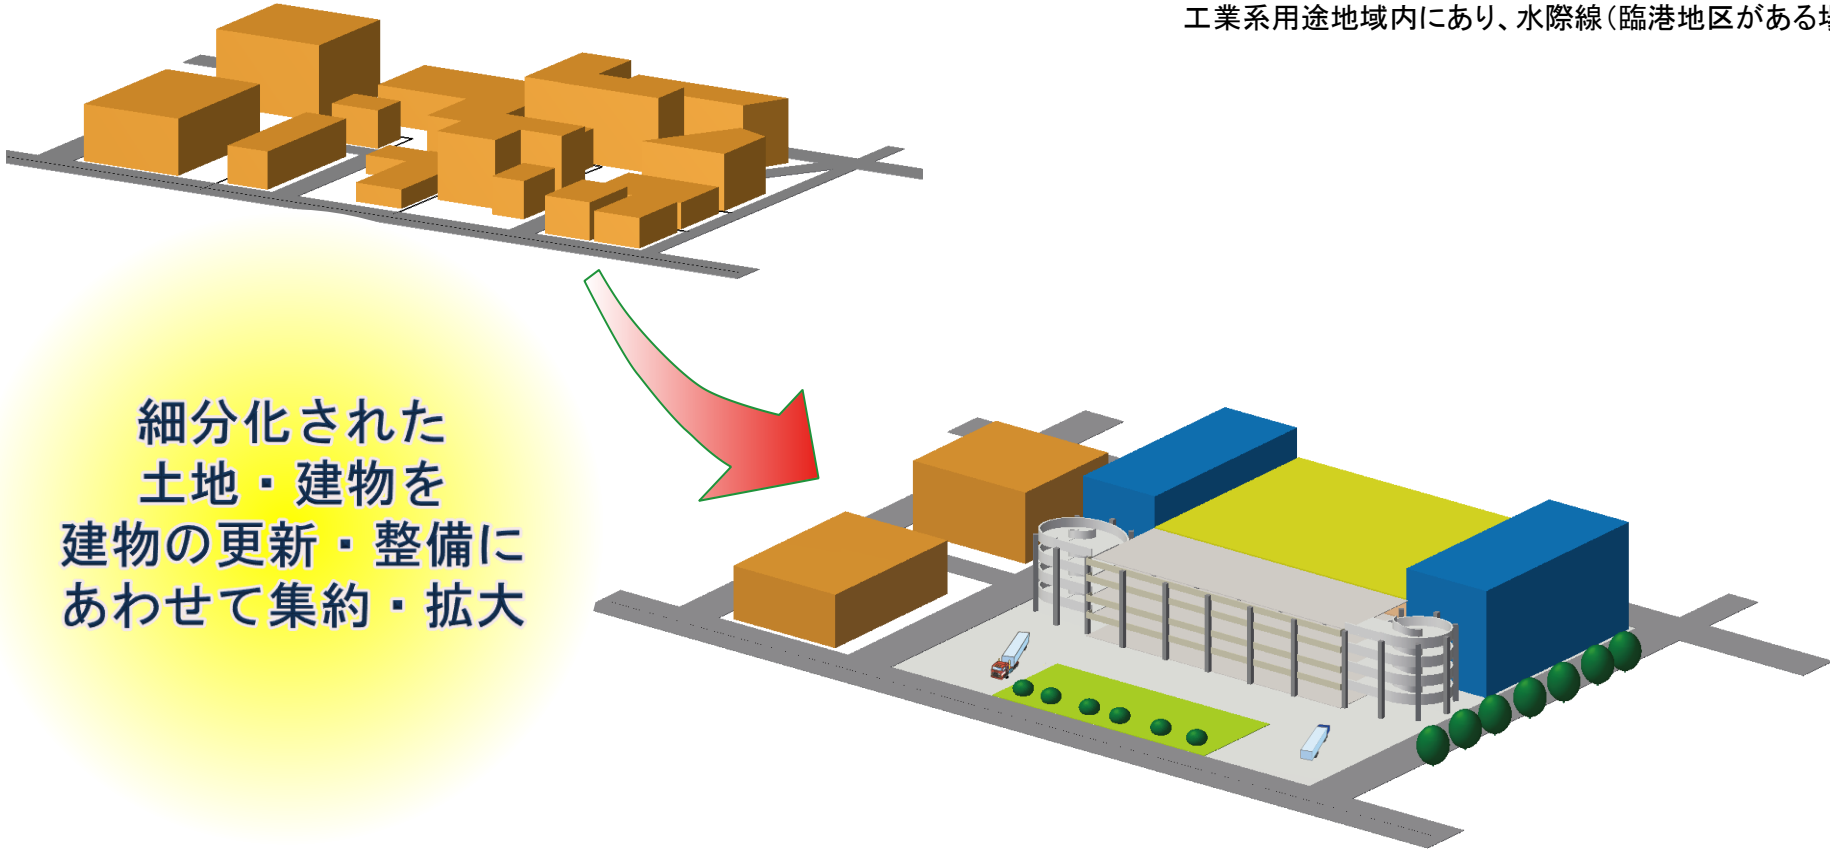 工業系用途地域内にあり、水際線(臨港地区がある
細分化された
土地・建物を
建物の更新・整備に
あわせて集約・拡大